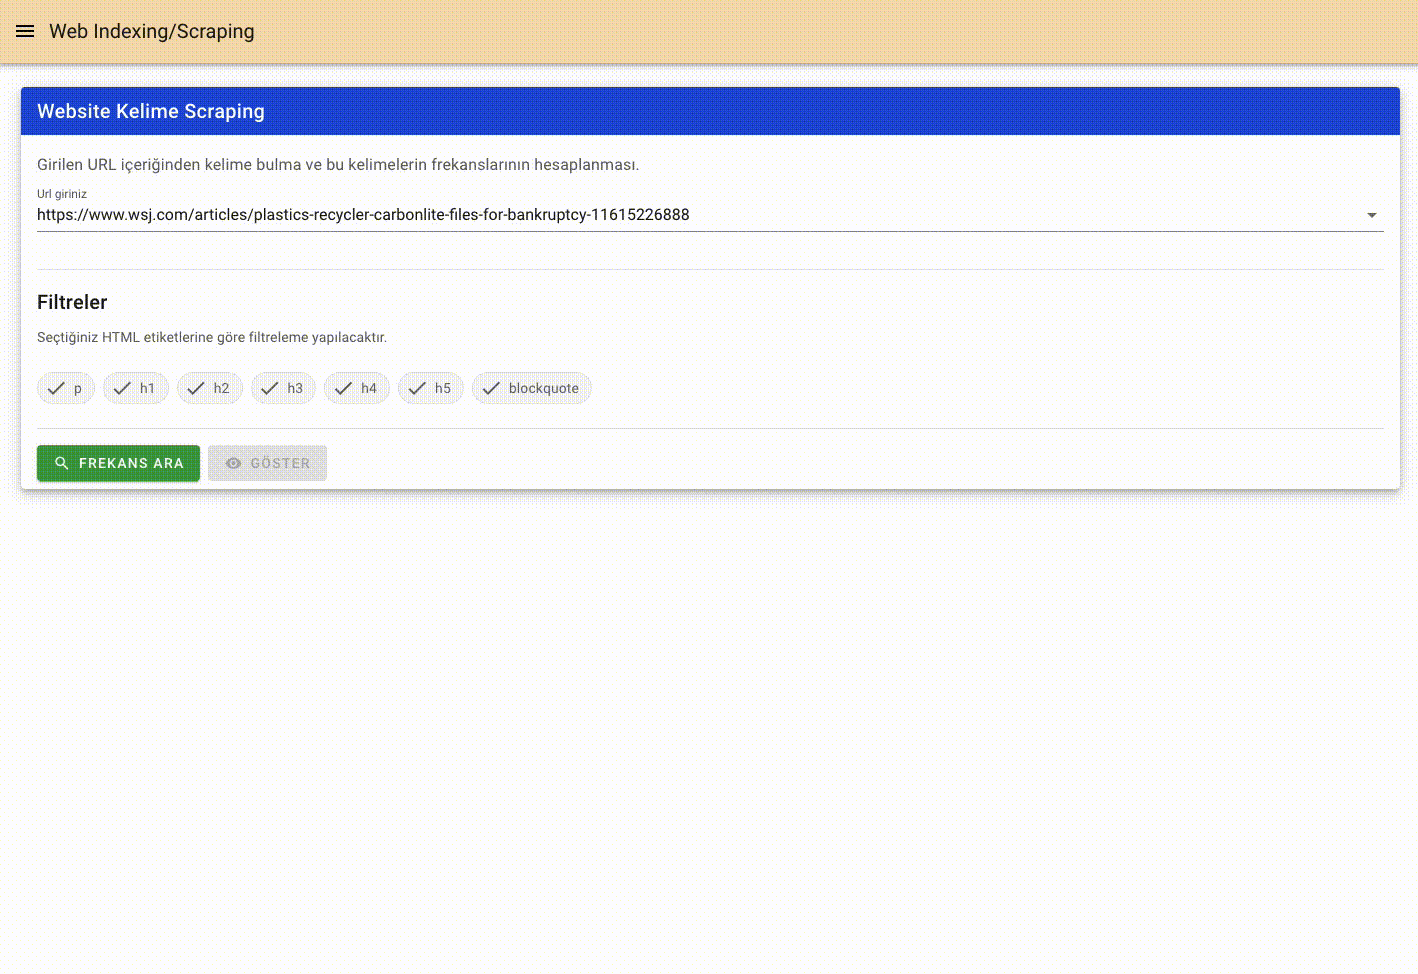 Web Indexing/Scraping
Website Kelime Scraping
Girilen URL içeriğinden kelime bulma ve bu kelimelerin frekanslarının hesaplanması.
Url giriniz
https://www.wsj.com/articles/plastics-recycler-carbonlite-files-for-bankruptcy-11615226888
Filtreler
Seçtiğiniz HTML etiketlerine göre filtreleme yapılacaktır.
p h1 h2 h3 h4 h5 blockquote
FREKANS ARA GÖSTER